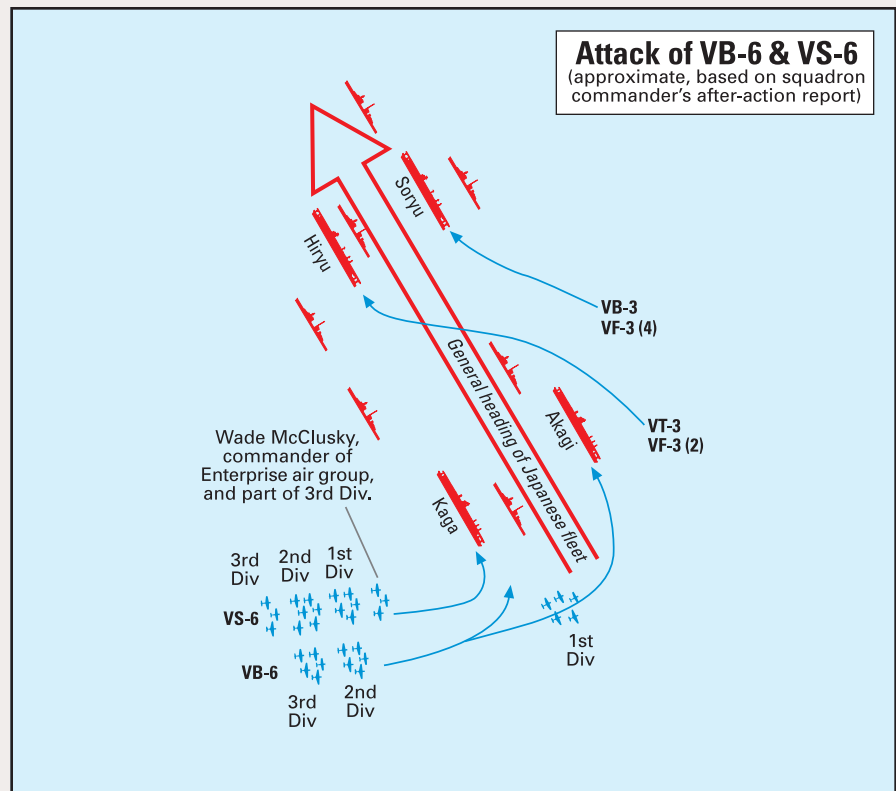 Attack of VB-6 & VS-6
(approximate, based on squadron
commander's after-action report)
Soryu
Hiryu
VB-3
VF-3 (4)
General heading of Japanese fleet
Akagi
VT-3
VF-3 (2)
Wade McClusky,
commander of
Enterprise air group,
and part of 3rd Div.
Kaga
3rd
Div
2nd
Div
1st
Div
VS-6
VB-6
1st
Div
3rd
Div
2nd
Div